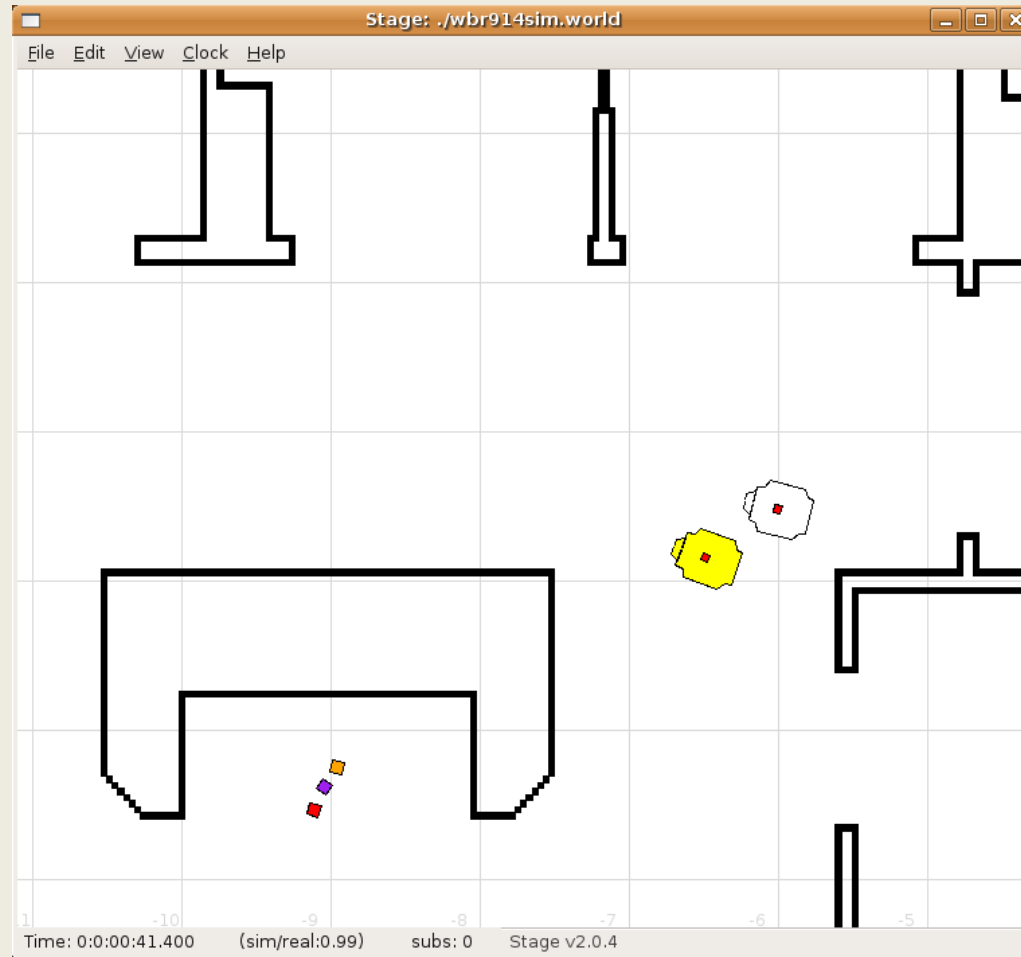 Stage: ./wbr914sim.world
File Edit View Clock Help
1 -10 -9 -8 -7 -6 -5
Time: 0:0:00:41.400 (sim/real:0.99) subs: 0 Stage v2.0.4